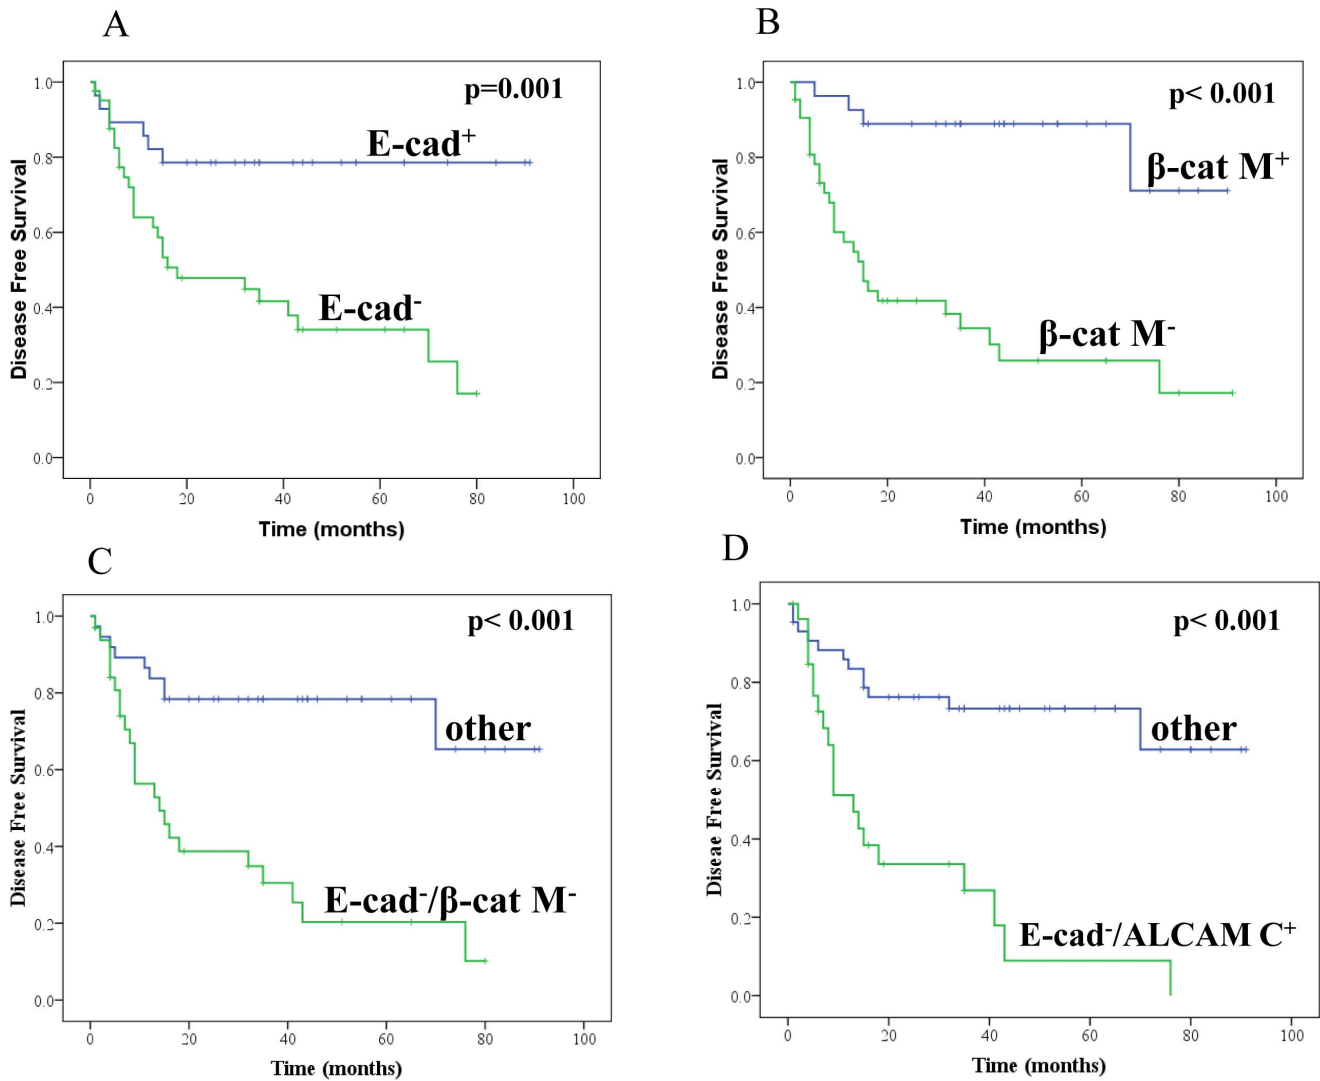 A
p=0.001
E-cad⁺
E-cad⁻
Disease Free Survival
1.0
0.8
0.6
0.4
0.2
0.0
0 20 40 60 80 100
Time (months)
B
p< 0.001
β-cat M⁺
β-cat M⁻
Disease Free Survival
1.0
0.8
0.6
0.4
0.2
0.0
0 20 40 60 80 100
Time (months)
C
p< 0.001
other
E-cad⁻/β-cat M⁻
Disease Free Survival
1.0
0.8
0.6
0.4
0.2
0.0
0 20 40 60 80 100
Time (months)
D
p< 0.001
other
E-cad⁻/ALCAM C⁺
Diseae Free Survival
1.0
0.8
0.6
0.4
0.2
0.0
0 20 40 60 80 100
Time (months)